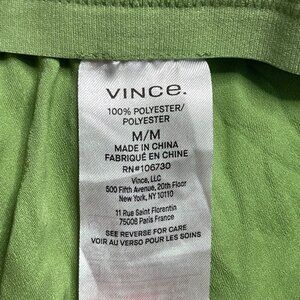 VINCE.
100% POLYESTER/
POLYESTER
M/M
MADE IN CHINA
FABRIQUÉ EN CHINE
RN#106730
Vince, LLC
500 Fifth Avenue, 20th Floor
New York, NY 10110
11 Rue Saint Florentin
75008 Paris France
SEE REVERSE FOR CARE
VOIR AU VERSO POUR LES SOINS